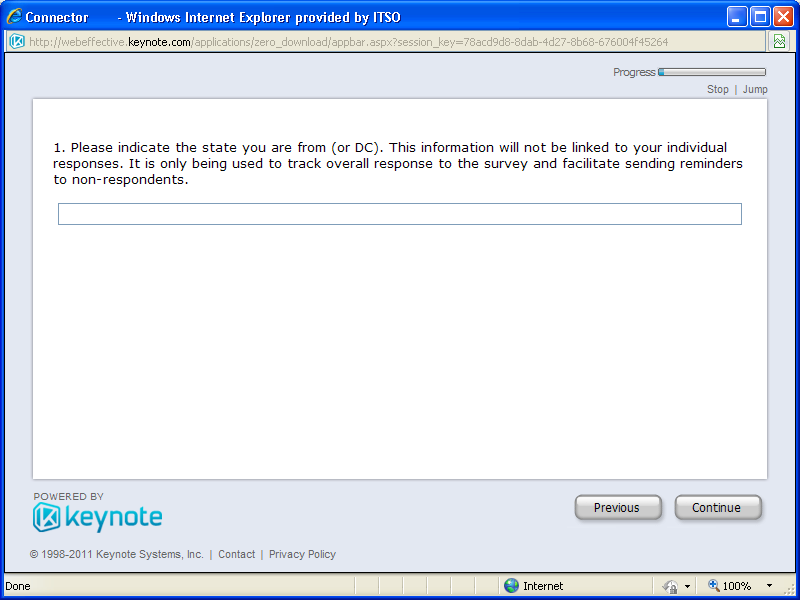 Connector - Windows Internet Explorer provided by ITSO
http://webeffective.keynote.com/applications/zero_download/appbar.aspx?session_key=78acd9d8-8dab-4d27-8b68-676004f45264
Progress
Stop | Jump
1. Please indicate the state you are from (or DC). This information will not be linked to your individual
responses. It is only being used to track overall response to the survey and facilitate sending reminders
to non-respondents.
POWERED BY
keynote
Previous
Continue
© 1998-2011 Keynote Systems, Inc. | Contact | Privacy Policy
Done
Internet
100%